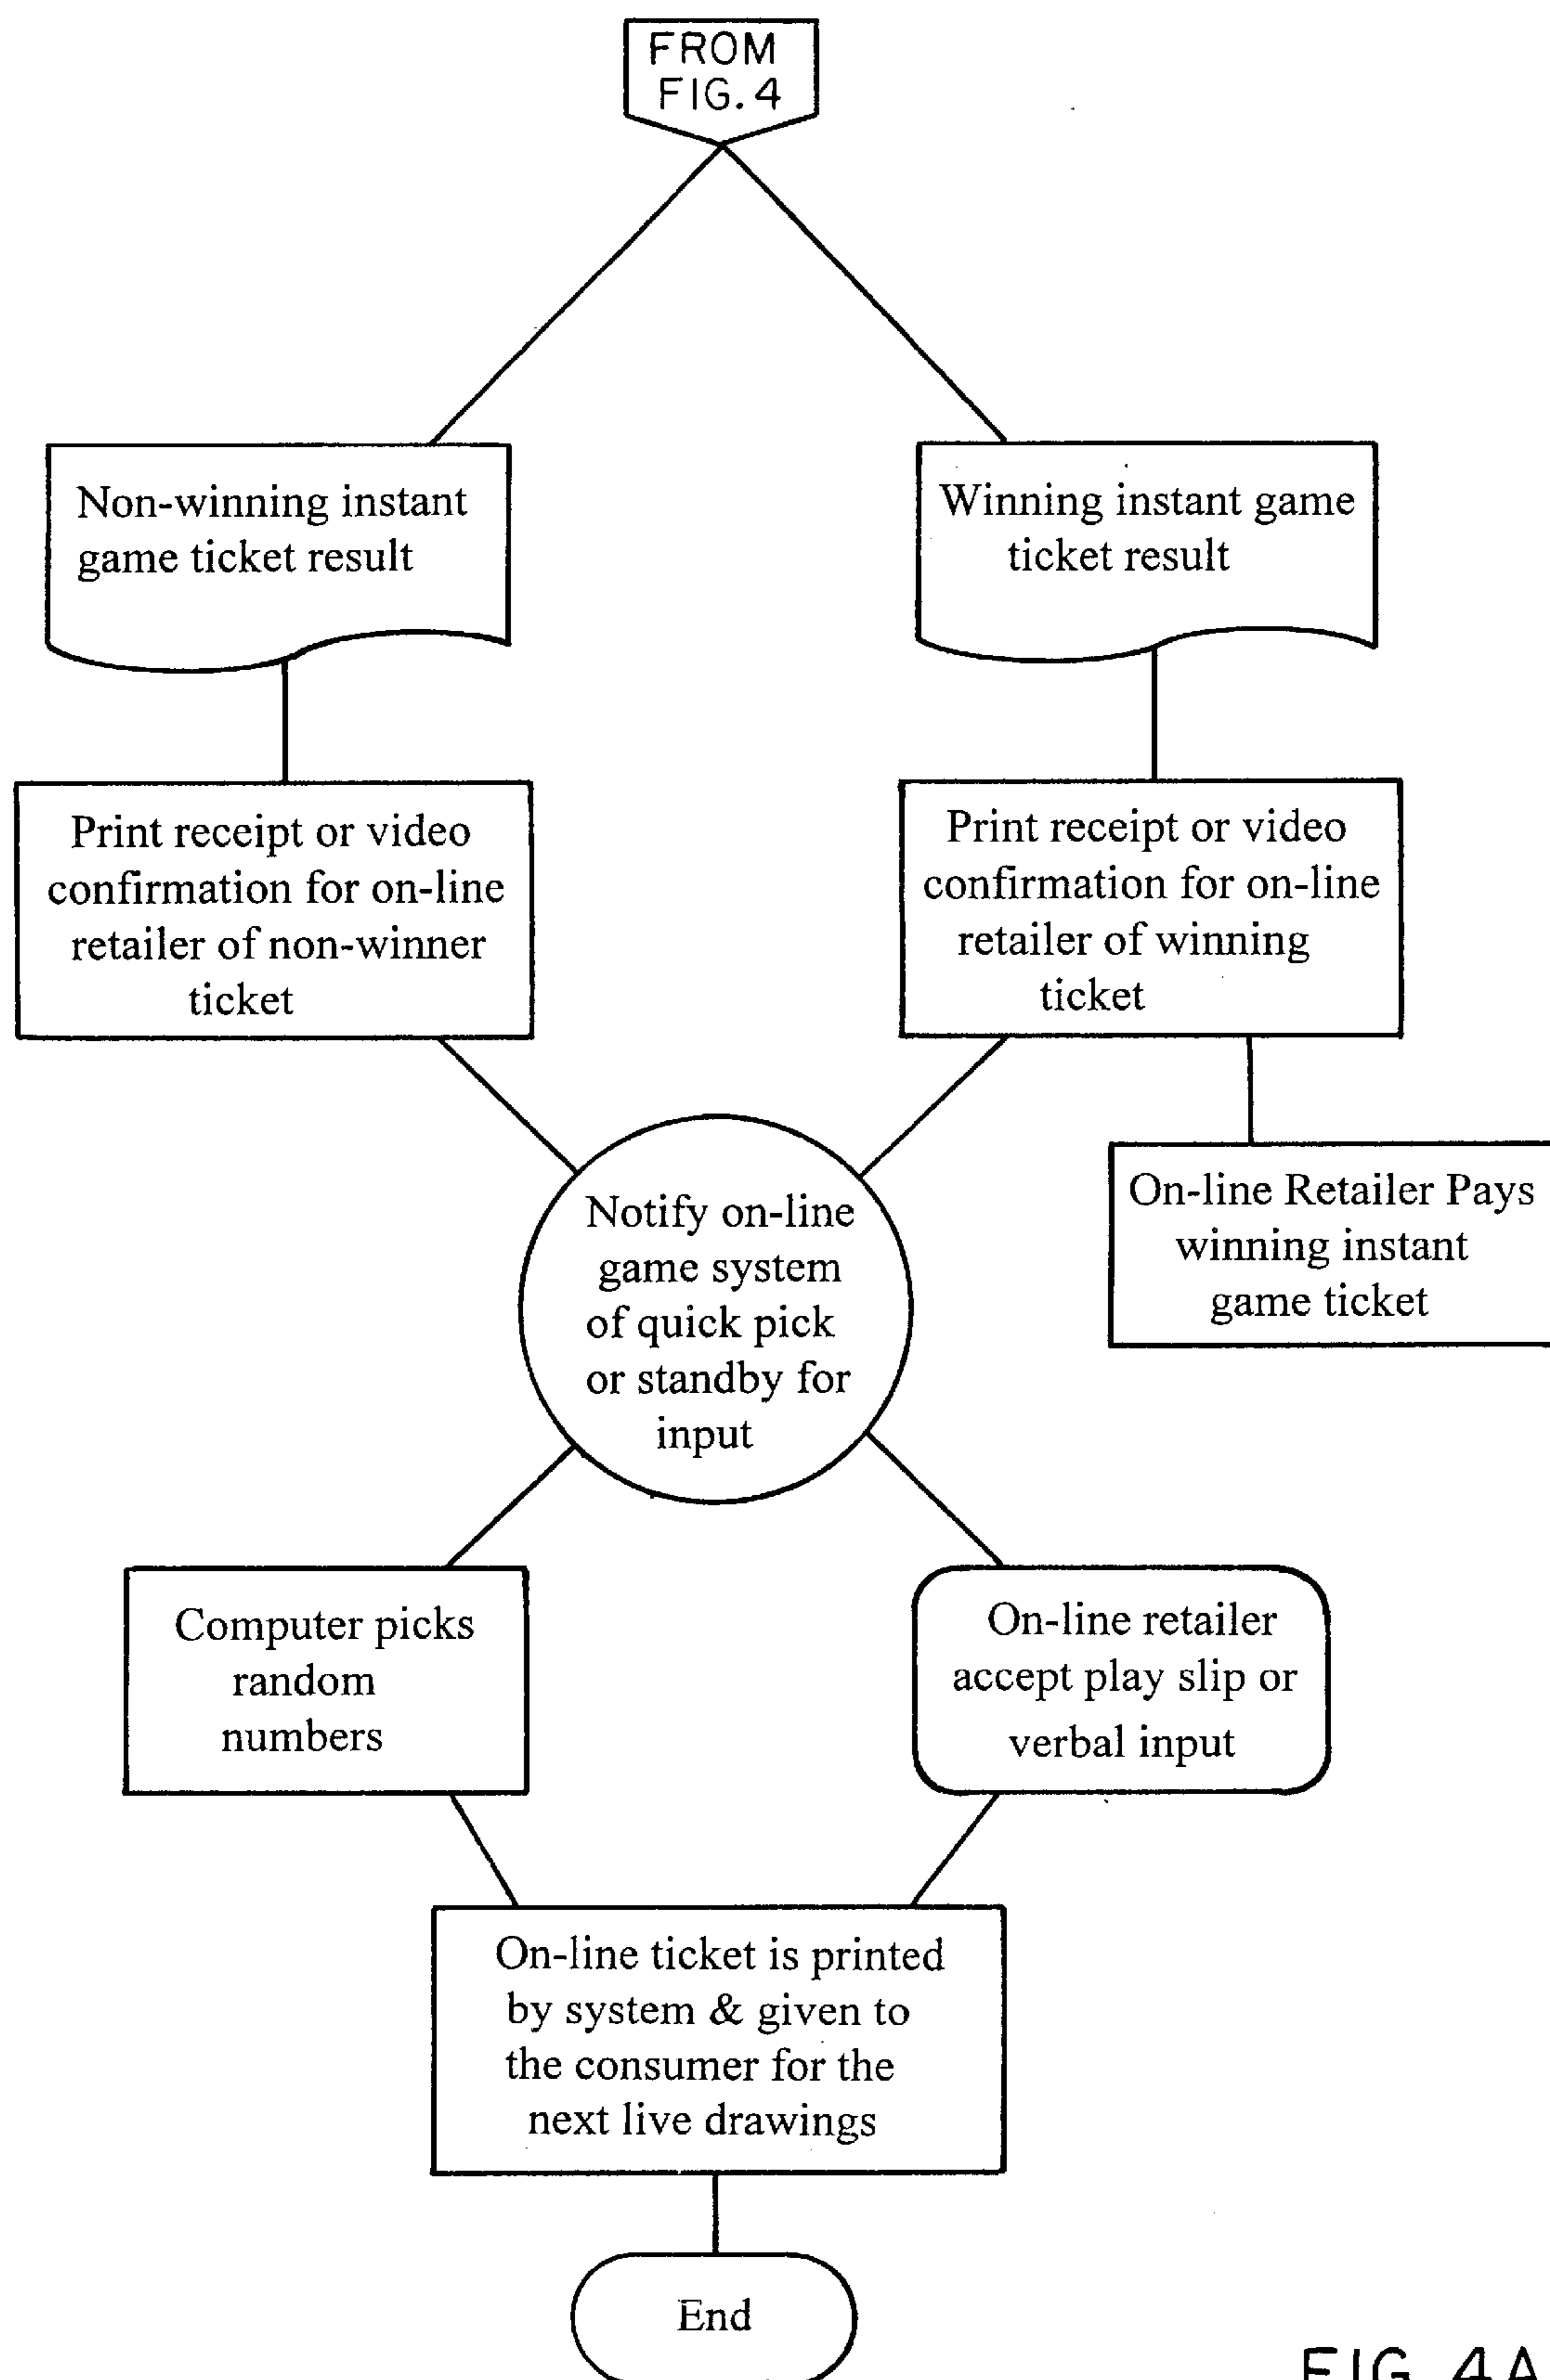 FROM
FIG. 4
Non-winning instant
game ticket result
Winning instant game
ticket result
Print receipt or video
confirmation for on-line
retailer of non-winner
ticket
Print receipt or video
confirmation for on-line
retailer of winning
ticket
Notify on-line
game system
of quick pick
or standby for
input
On-line Retailer Pays
winning instant
game ticket
Computer picks
random
numbers
On-line retailer
accept play slip or
verbal input
On-line ticket is printed
by system & given to
the consumer for the
next live drawings
End
FIG. 4A